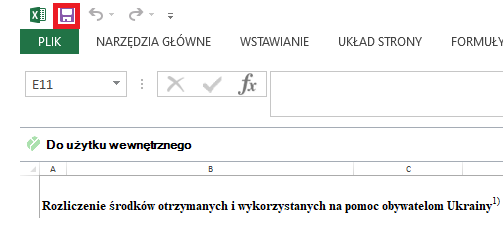 PLIK NARZĘDZIA GŁÓWNE WSTAWIANIE UKŁAD STRONY FORMUŁY
E11 fx
Do użytku wewnętrznego
A B C
Rozliczenie środków otrzymanych i wykorzystanych na pomoc obywatelom Ukrainy1)